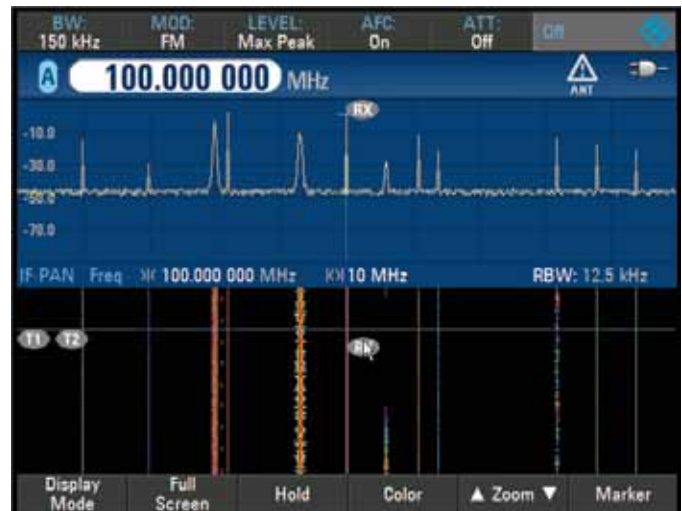 BW: MOD: LEVEL: AFC: ATT: Off
150 kHz FM Max Peak On Off
A 100.000 000 MHz ANT
RX
-10.0
-30.0
-50.0
-70.0
IF-PAN Freq 100.000 000 MHz 10 MHz RBW: 12.5 kHz
T1 T2
Display Mode Full Screen Hold Color ▲ Zoom ▼ Marker